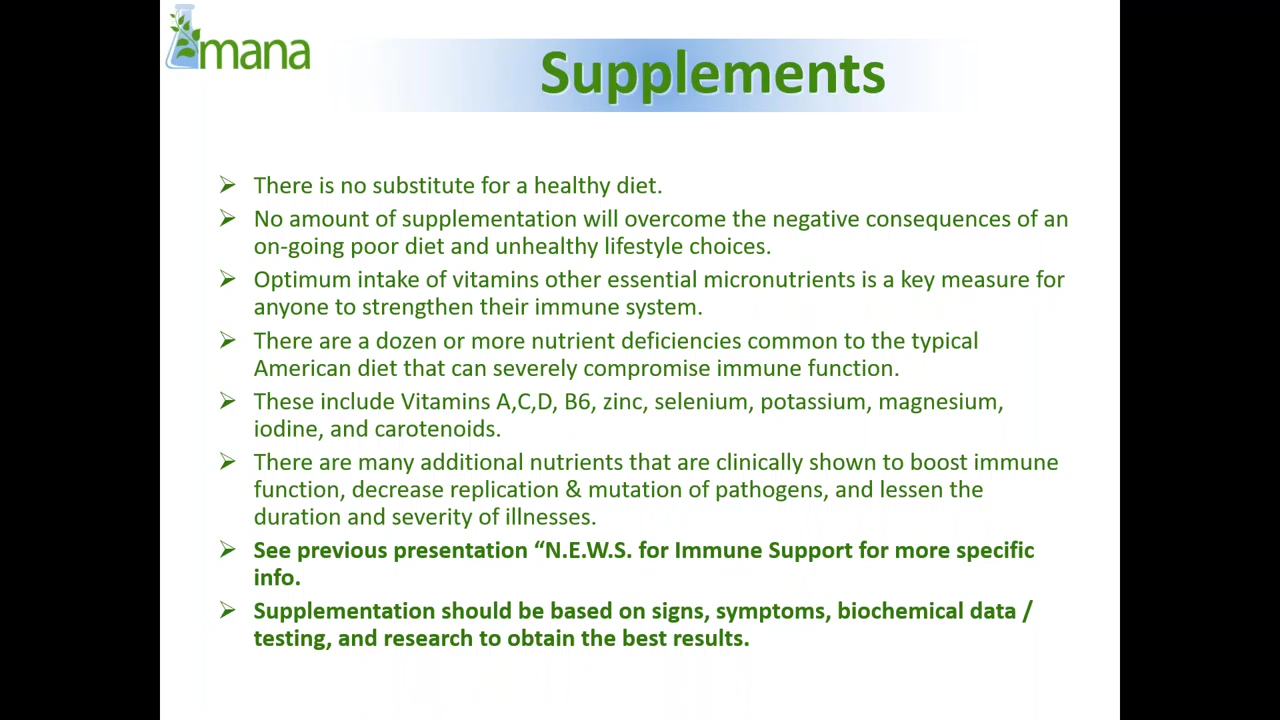 mana
Supplements
There is no substitute for a healthy diet.
No amount of supplementation will overcome the negative consequences of an
on-going poor diet and unhealthy lifestyle choices.
Optimum intake of vitamins other essential micronutrients is a key measure for
anyone to strengthen their immune system.
There are a dozen or more nutrient deficiencies common to the typical
American diet that can severely compromise immune function.
These include Vitamins A,C,D, B6, zinc, selenium, potassium, magnesium,
iodine, and carotenoids.
There are many additional nutrients that are clinically shown to boost immune
function, decrease replication & mutation of pathogens, and lessen the
duration and severity of illnesses.
See previous presentation “N.E.W.S. for Immune Support for more specific
info.
Supplementation should be based on signs, symptoms, biochemical data /
testing, and research to obtain the best results.